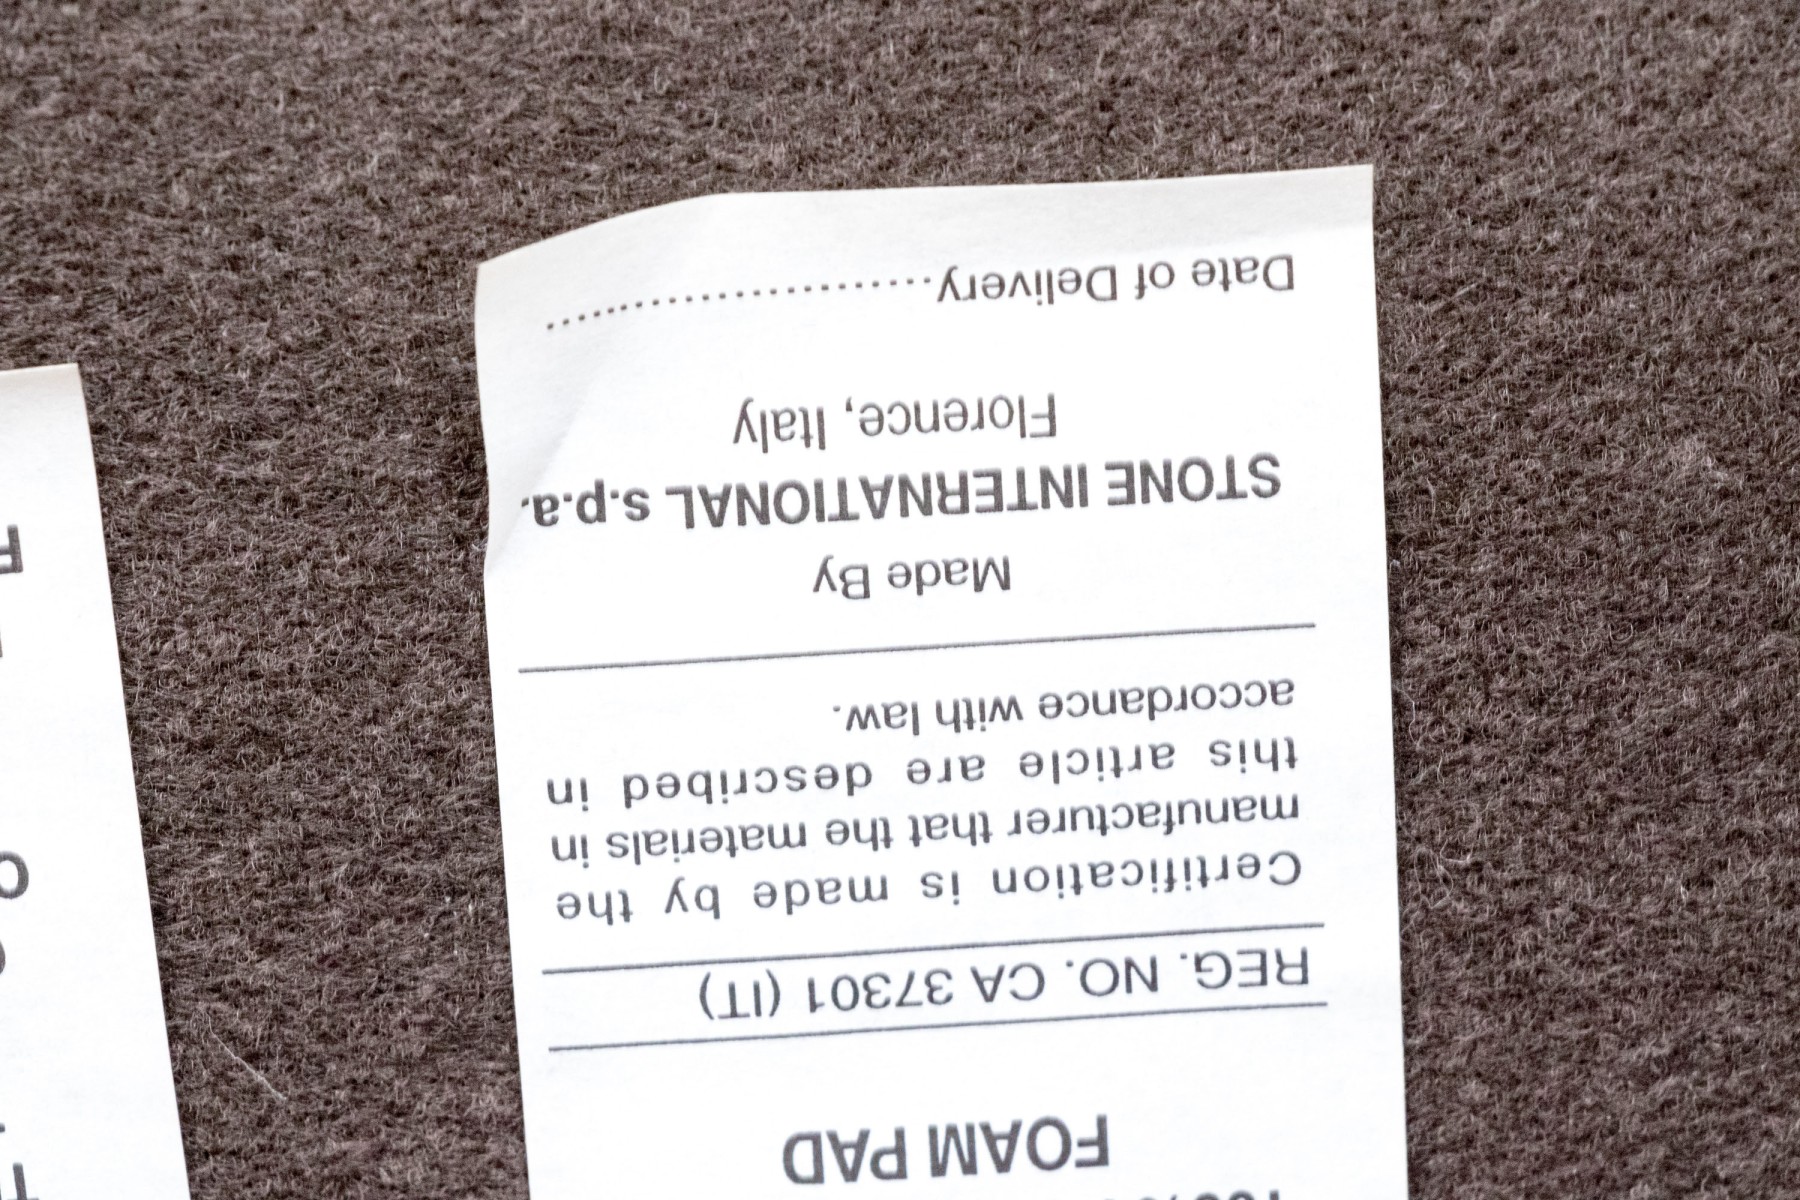 FOAM PAD
REG. NO. CA 37301 (IT)
Certification is made by the
manufacturer that the materials in
this article are described in
accordance with law.
Made By
STONE INTERNATIONAL s.p.a.
Florence, Italy
Date of Delivery......................